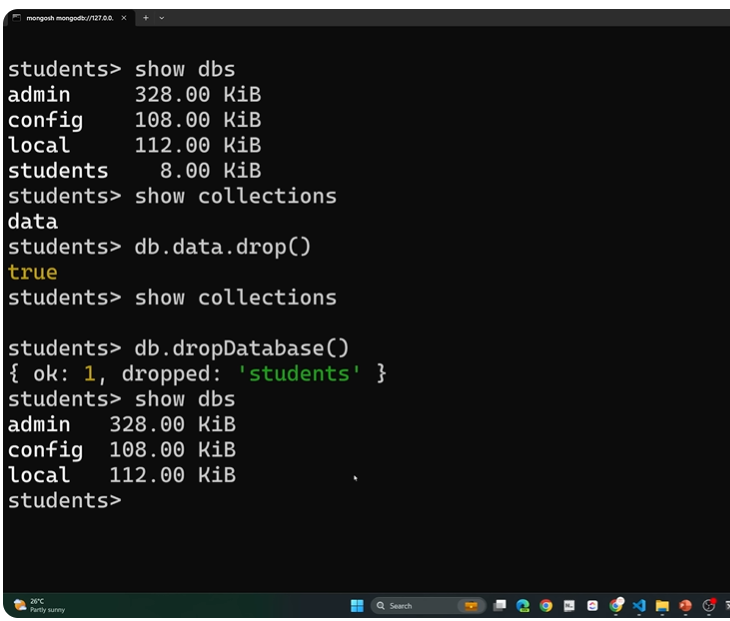 mongosh mongodb://127.0.0.
students> show dbs
admin     328.00 KiB
config    108.00 KiB
local     112.00 KiB
students    8.00 KiB
students> show collections
data
students> db.data.drop()
true
students> show collections
students> db.dropDatabase()
{ ok: 1, dropped: 'students' }
students> show dbs
admin   328.00 KiB
config  108.00 KiB
local   112.00 KiB
students>
26°C
Partly sunny
Search